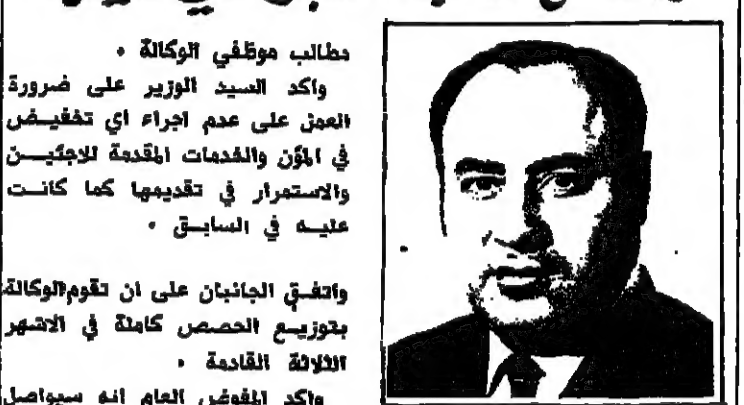 مطالب موظفي الوكالة .
واكد السيد الوزير على ضرورة
العمل على عدم اجراء اي تخفيض
في المؤن والخدمات المقدمة للاجئين
والاستمرار في تقديمها كما كانت
عليه في السابق .
واتفق الجانبان على ان تقوم الوكالة
بتوزيع الحصص كاملة في الاشهر
الثلاثة القادمة .
واكد المفوض العام انه سيواصل